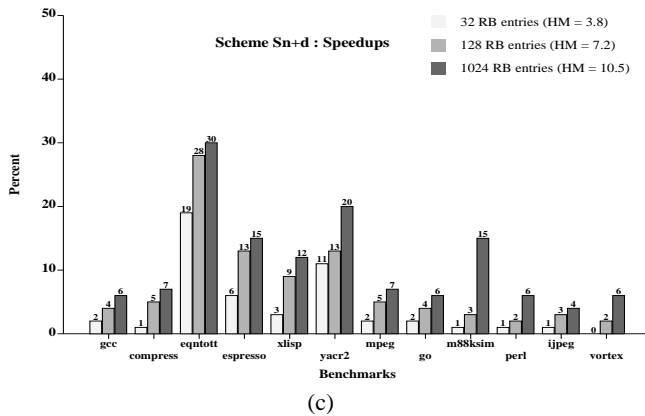 50
40
30
20
10
0
Percent
Scheme Sn+d : Speedups
32 RB entries (HM = 3.8)
128 RB entries (HM = 7.2)
1024 RB entries (HM = 10.5)
2 4 6
1 5 7
19 28 30
6 13 15
3 9 12
11 13 20
2 5 7
2 4 6
1 3 15
1 2 6
1 3 4
0 2 6
gcc
compress
eqntott
espresso
xlisp
yacr2
mpeg
go
m88ksim
perl
ijpeg
vortex
Benchmarks
(c)